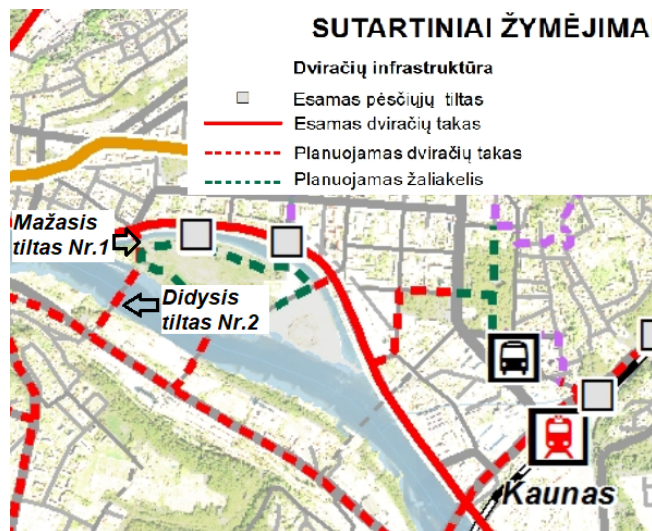 SUTARTINIAI ŽYMĖJIMA
Dviračių infrastruktūra
Esamas pėsčiųjų tiltas
Esamas dviračių takas
Planuojamas dviračių takas
Planuojamas žaliakelis
Mažasis
tiltas Nr.1
Didysis
tiltas Nr.2
Kaunas